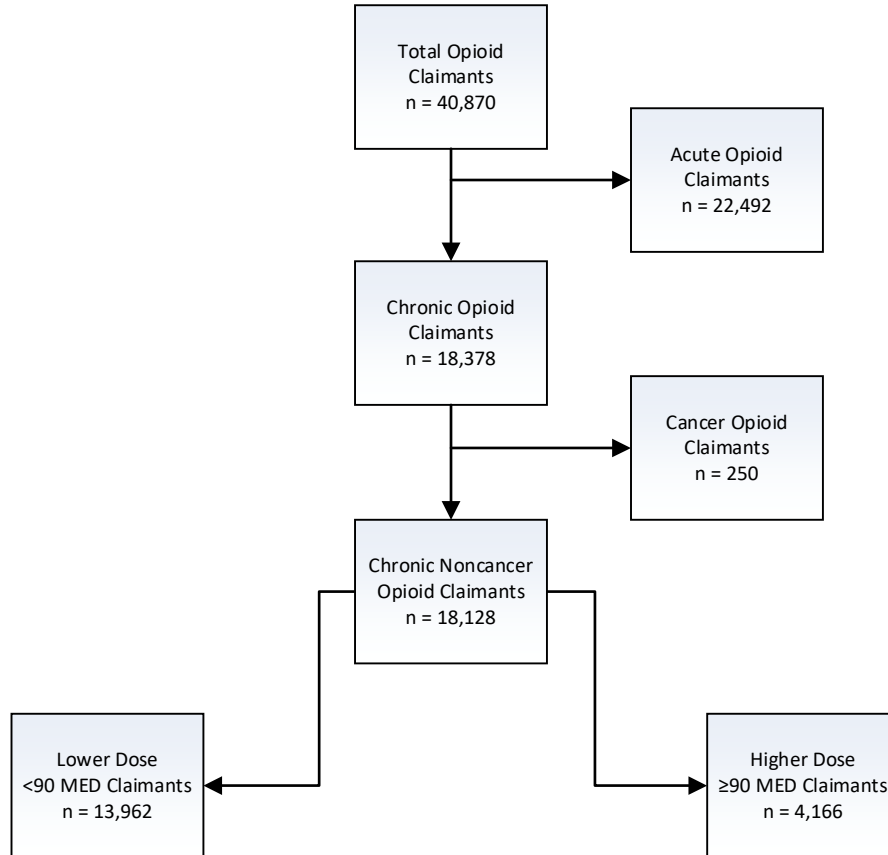 Total Opioid
Claimants
n = 40,870
Acute Opioid
Claimants
n = 22,492
Chronic Opioid
Claimants
n = 18,378
Cancer Opioid
Claimants
n = 250
Chronic Noncancer
Opioid Claimants
n = 18,128
Lower Dose
<90 MED Claimants
n = 13,962
Higher Dose
≥90 MED Claimants
n = 4,166